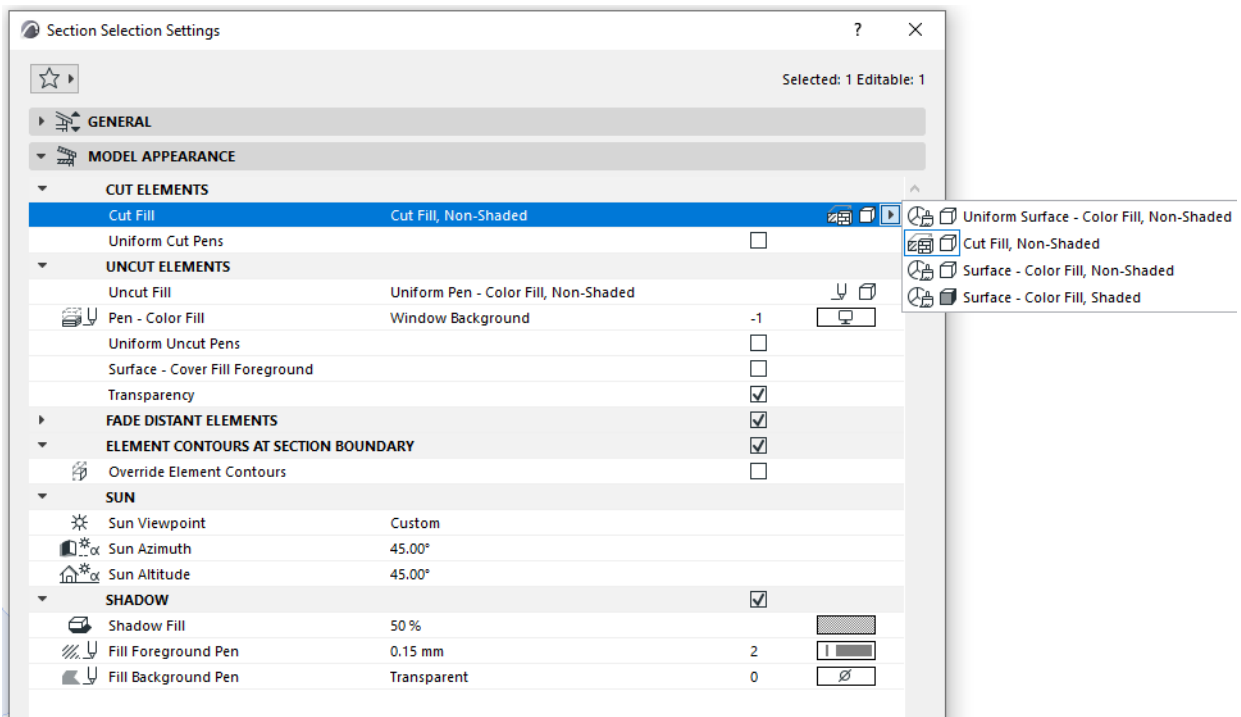 Section Selection Settings ? ×
Selected: 1 Editable: 1
GENERAL
MODEL APPEARANCE
CUT ELEMENTS
Cut Fill Cut Fill, Non-Shaded
Uniform Surface - Color Fill, Non-Shaded
Cut Fill, Non-Shaded
Surface - Color Fill, Non-Shaded
Surface - Color Fill, Shaded
Uniform Cut Pens
UNCUT ELEMENTS
Uncut Fill Uniform Pen - Color Fill, Non-Shaded
Pen - Color Fill Window Background -1
Uniform Uncut Pens
Surface - Cover Fill Foreground
Transparency
FADE DISTANT ELEMENTS
ELEMENT CONTOURS AT SECTION BOUNDARY
Override Element Contours
SUN
Sun Viewpoint Custom
Sun Azimuth 45.00°
Sun Altitude 45.00°
SHADOW
Shadow Fill 50 %
Fill Foreground Pen 0.15 mm 2
Fill Background Pen Transparent 0